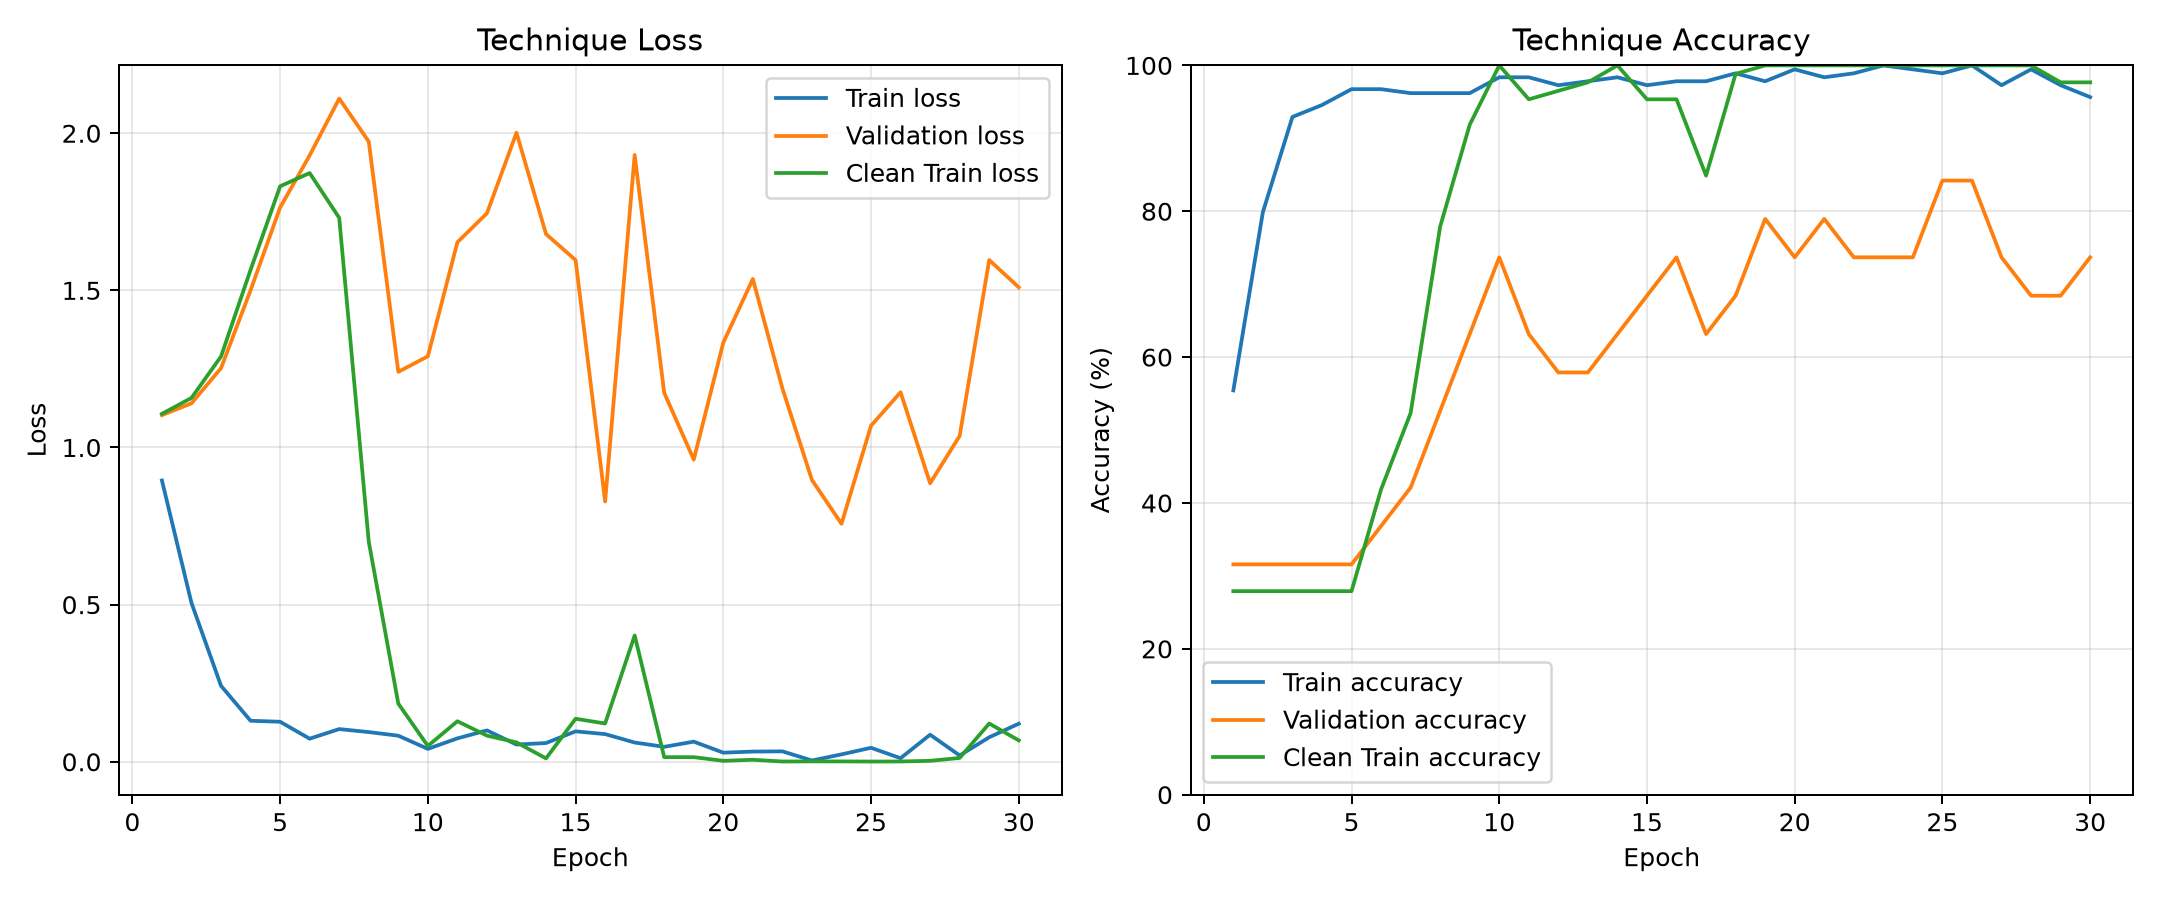 Technique Loss
Train loss
Validation loss
Clean Train loss
Loss
2.0
1.5
1.0
0.5
0.0
0 5 10 15 20 25 30
Epoch
Technique Accuracy
Accuracy (%)
100
80
60
40
20
0
Train accuracy
Validation accuracy
Clean Train accuracy
0 5 10 15 20 25 30
Epoch